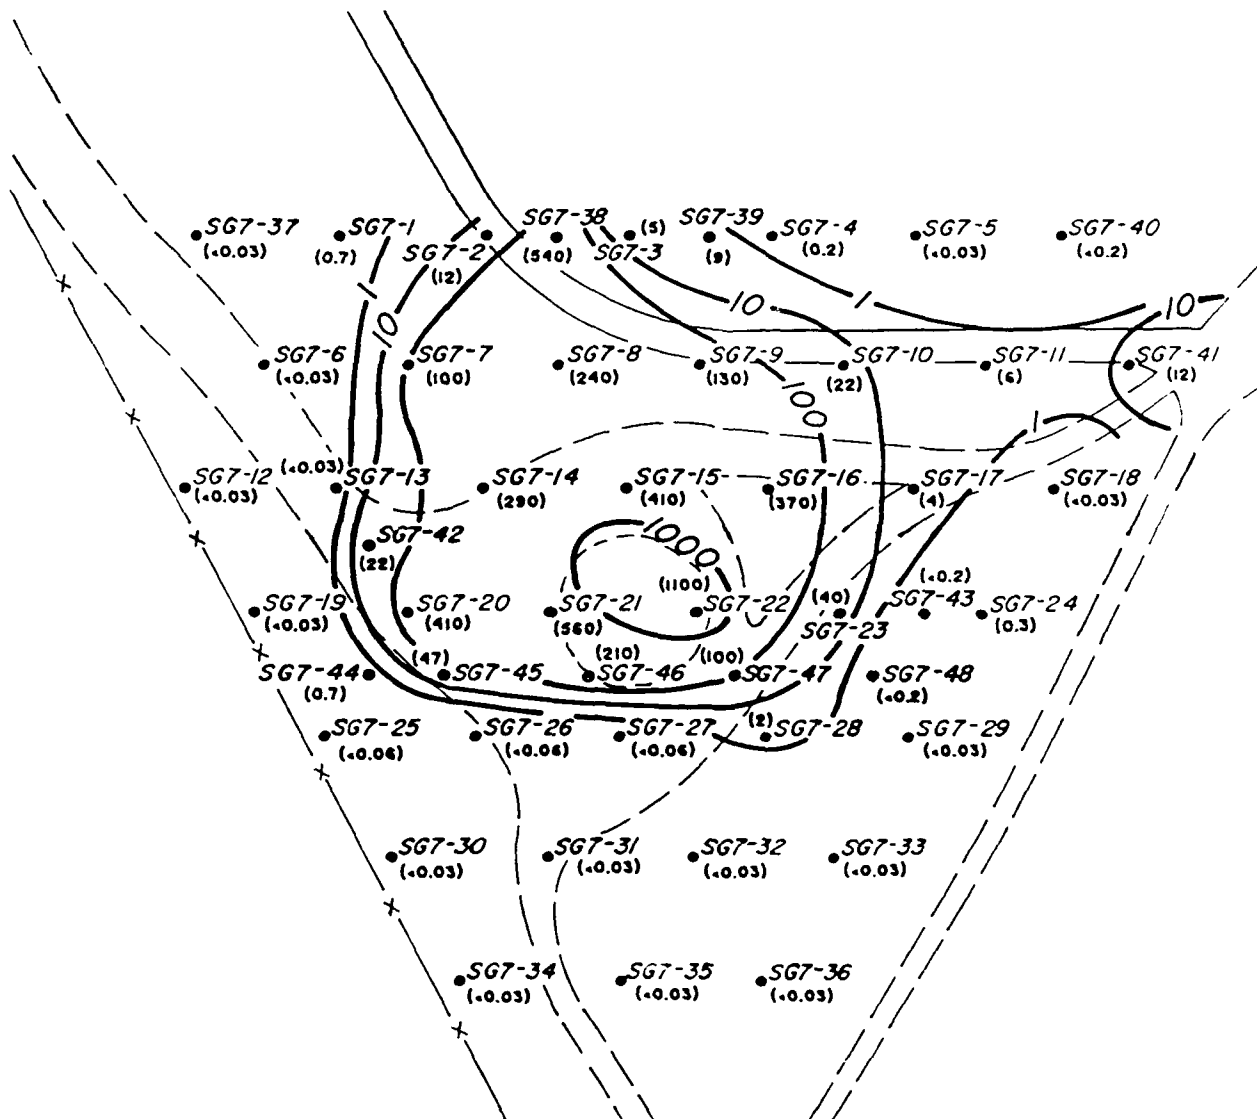 SG7-37
(<0.03)
SG7-1
(0.7)
SG7-2
(12)
SG7-38
(540)
(5)
SG7-3
SG7-39
(9)
SG7-4
(0.2)
SG7-5
(<0.03)
SG7-40
(<0.2)
1
10
10
1
10
SG7-6
(<0.03)
SG7-7
(100)
SG7-8
(240)
SG7-9
(130)
SG7-10
(22)
SG7-11
(6)
SG7-41
(12)
100
1
SG7-12
(<0.03)
(<0.03)
SG7-13
SG7-14
(290)
SG7-15
(410)
SG7-16
(370)
SG7-17
(4)
SG7-18
(<0.03)
SG7-42
(22)
1000
SG7-19
(<0.03)
SG7-20
(410)
SG7-21
(560)
(1100)
SG7-22
(40)
SG7-23
(<0.2)
SG7-43
SG7-24
(0.3)
SG7-44
(0.7)
(47)
SG7-45
(210)
SG7-46
(100)
SG7-47
SG7-48
(<0.2)
SG7-25
(<0.06)
SG7-26
(<0.06)
SG7-27
(<0.06)
(2)
SG7-28
SG7-29
(<0.03)
SG7-30
(<0.03)
SG7-31
(<0.03)
SG7-32
(<0.03)
SG7-33
(<0.03)
SG7-34
(<0.03)
SG7-35
(<0.03)
SG7-36
(<0.03)